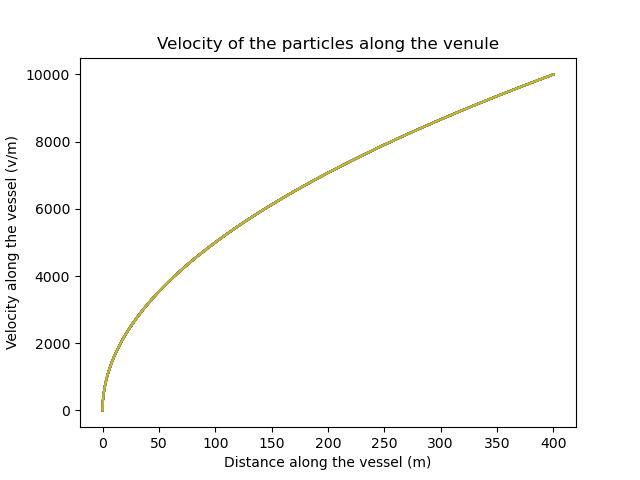 Velocity of the particles along the venule
Velocity along the vessel (v/m)
10000
8000
6000
4000
2000
0
0 50 100 150 200 250 300 350 400
Distance along the vessel (m)